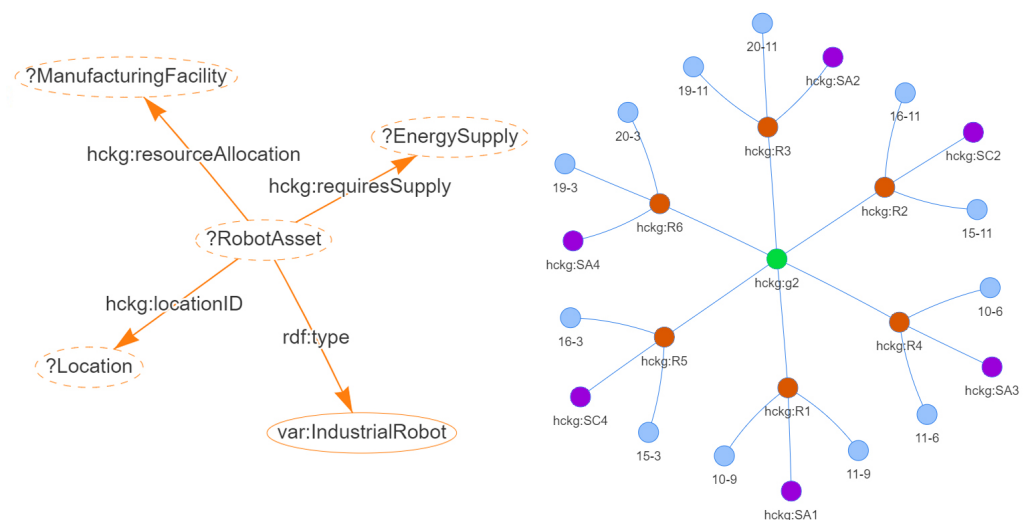 ?ManufacturingFacility
?EnergySupply
hckg:resourceAllocation
hckg:requiresSupply
?RobotAsset
hckg:locationID
rdf:type
?Location
var:IndustrialRobot
20-11
hckg:SA2
19-11
hckg:R3
16-11
hckg:SC2
20-3
hckg:R2
19-3
15-11
hckg:R6
hckg:SA4
hckg:g2
10-6
16-3
hckg:R4
hckg:R5
hckg:SA3
hckg:R1
hckg:SC4
11-6
15-3
10-9
11-9
hckg:SA1